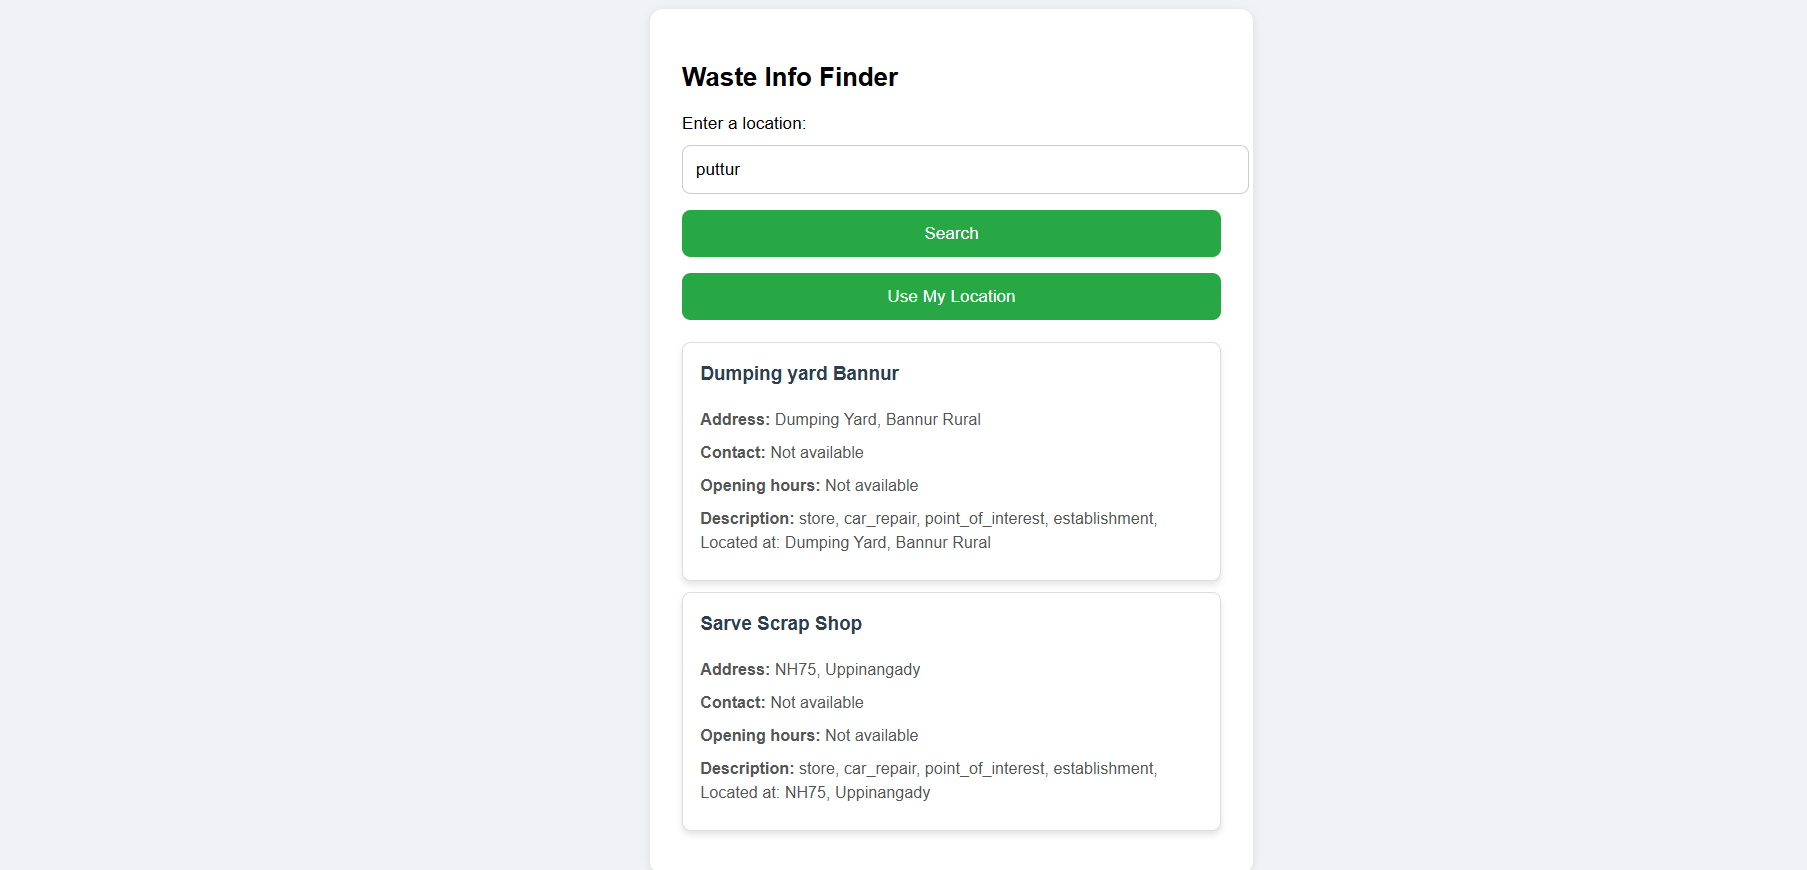 Waste Info Finder
Enter a location:
puttur
Search
Use My Location
Dumping yard Bannur
Address: Dumping Yard, Bannur Rural
Contact: Not available
Opening hours: Not available
Description: store, car_repair, point_of_interest, establishment,
Located at: Dumping Yard, Bannur Rural
Sarve Scrap Shop
Address: NH75, Uppinangady
Contact: Not available
Opening hours: Not available
Description: store, car_repair, point_of_interest, establishment,
Located at: NH75, Uppinangady